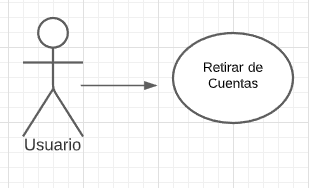 Retirar de
Cuentas
Usuario